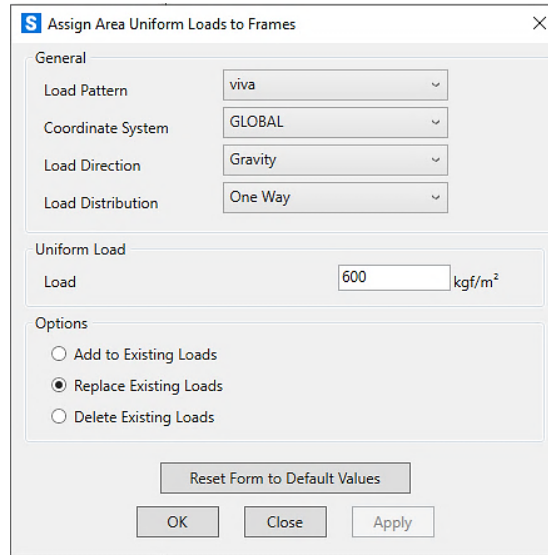 S Assign Area Uniform Loads to Frames
General
Load Pattern viva
Coordinate System GLOBAL
Load Direction Gravity
Load Distribution One Way
Uniform Load
Load 600 kgf/m²
Options
Add to Existing Loads
Replace Existing Loads
Delete Existing Loads
Reset Form to Default Values
OK Close Apply